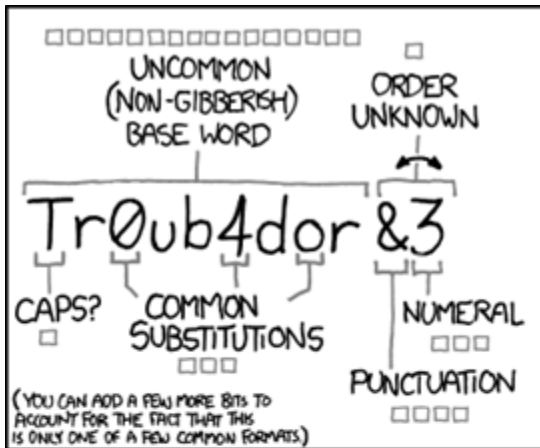 UNCOMMON
(NON-GIBBERISH)
BASE WORD
ORDER
UNKNOWN
Tr0ub4dor &3
CAPS?
COMMON
SUBSTITUTIONS
NUMERAL
PUNCTUATION
(YOU CAN ADD A FEW MORE BITS TO
ACCOUNT FOR THE FACT THAT THIS
IS ONLY ONE OF A FEW COMMON FORMATS.)